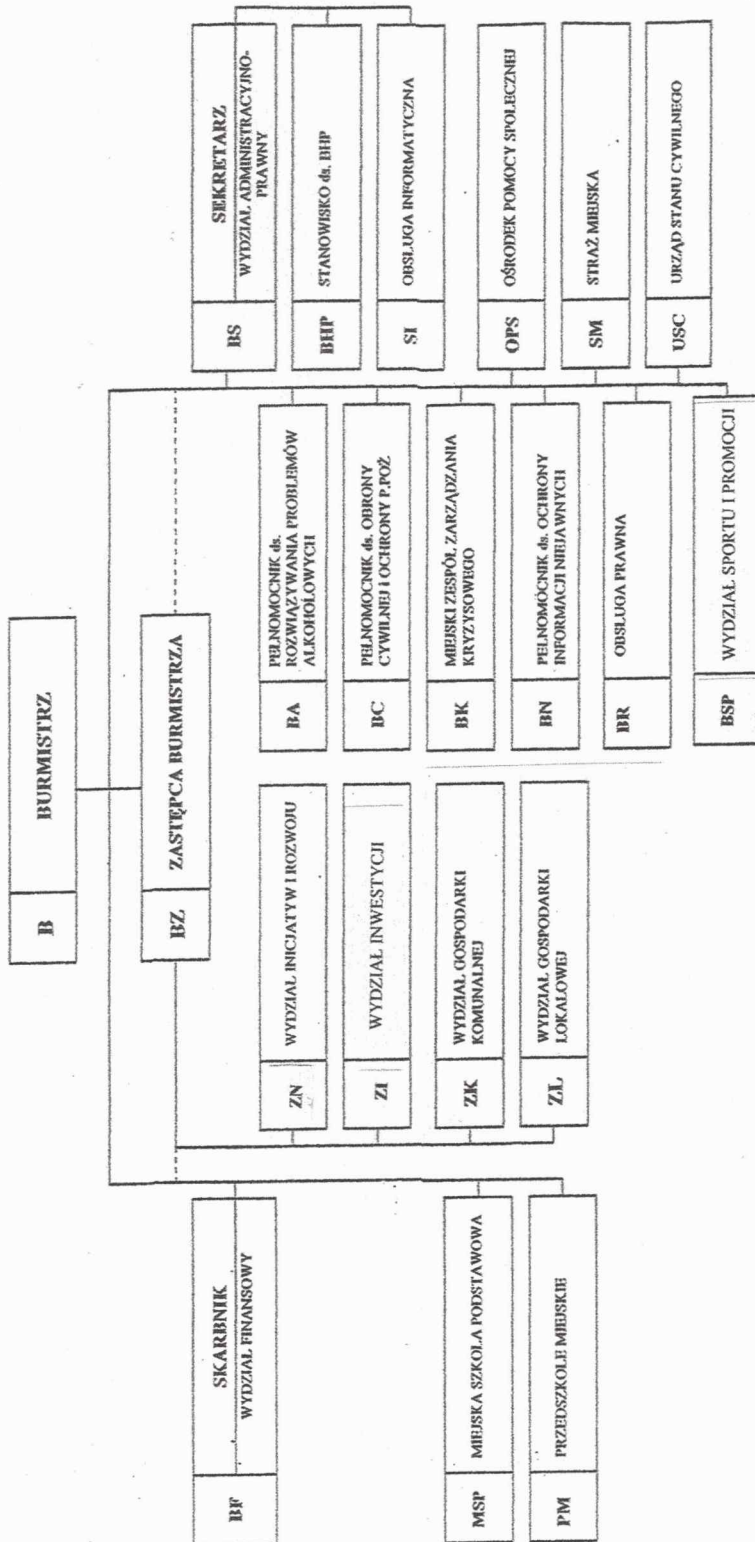 B
BURMISTRZ
BZ
ZASTĘPCA BURMISTRZA
BF
SKARBNIK
WYDZIAŁ FINANSOWY
MSP
MIEJSKA SZKOŁA PODSTAWOWA
PM
PRZEDSZKOLE MIEJSKIE
ZN
WYDZIAŁ INICJATYW I ROZWOJU
ZI
WYDZIAŁ INWESTYCJI
ZK
WYDZIAŁ GOSPODARKI
KOMUNALNEJ
ZL
WYDZIAŁ GOSPODARKI
LOKALOWEJ
BA
PEŁNOMOCNIK ds.
ROZWIĄZYWANIA PROBLEMÓW
ALKOHOLOWYCH
BC
PEŁNOMOCNIK ds. OBRONY
CYWILNEJ i OCHRONY P.POŻ
BK
MIEJSKI ZESPÓŁ ZARZĄDZANIA
KRYZYSOWEGO
BN
PEŁNOMOCNIK ds. OCHRONY
INFORMACJI NIEJAWNYCH
BR
OBSŁUGA PRAWNA
BSP
WYDZIAŁ SPORTU I PROMOCJI
BS
SEKRETARZ
WYDZIAŁ ADMINISTRACYJNO-
PRAWNY
BHP
STANOWISKO ds. BHP
SI
OBSŁUGA INFORMATYCZNA
OPS
OŚRODEK POMOCY SPOŁECZNEJ
SM
STRAŻ MIEJSKA
USC
URZĄD STANU CYWILNEGO